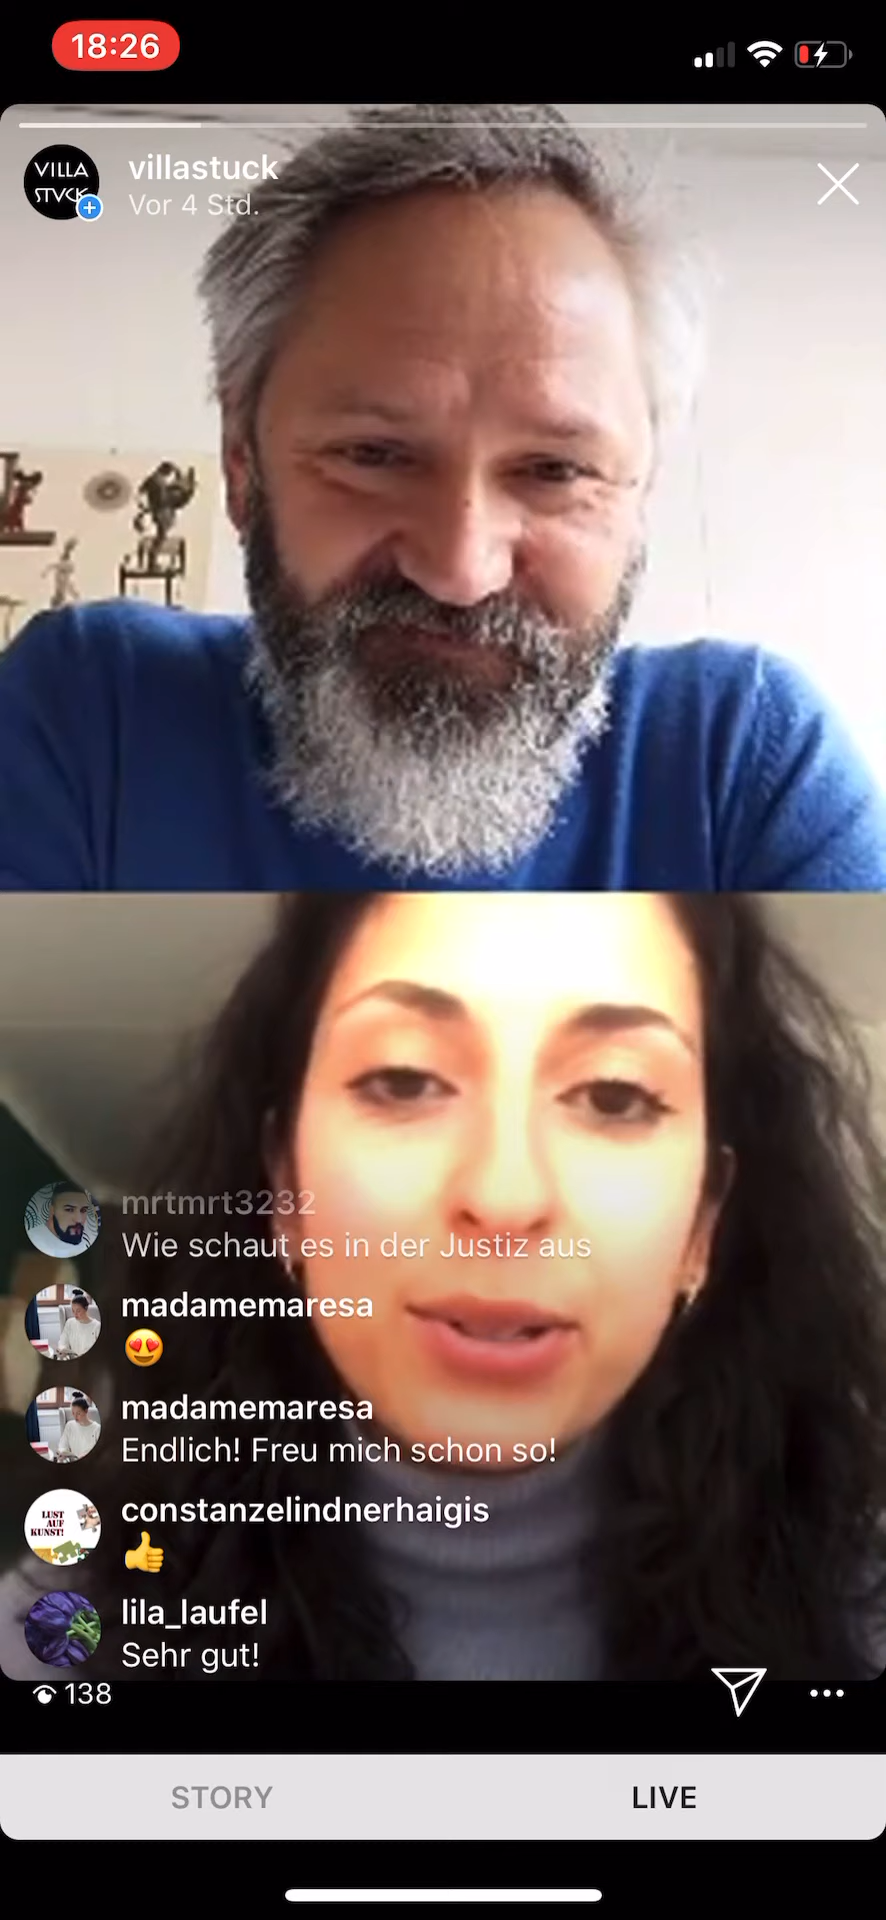 18:26
VILLA
STVCK
villastuck
Vor 4 Std.
mrtmrt3232
Wie schaut es in der Justiz aus
madamemaresa
😍
madamemaresa
Endlich! Freu mich schon so!
LUST
AUF
KUNST!
constanzelindnerhaigis
👍
lila_laufel
Sehr gut!
138
STORY
LIVE